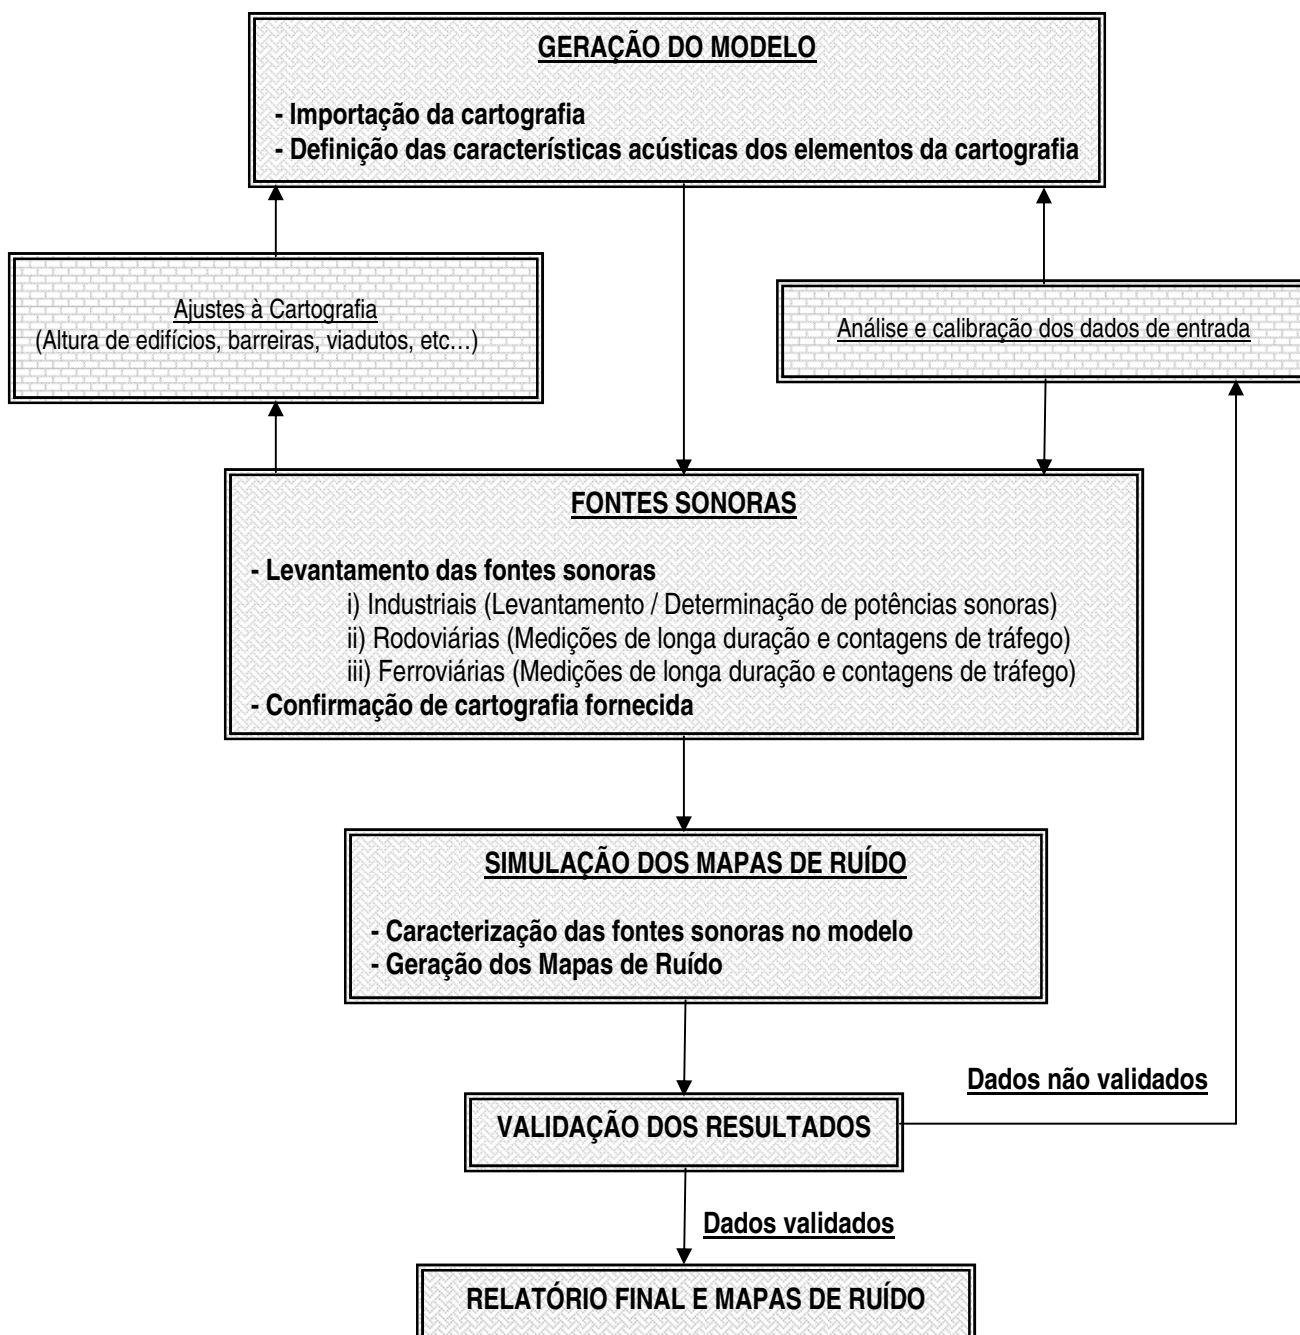 GERAÇÃO DO MODELO
- Importação da cartografia
- Definição das características acústicas dos elementos da cartografia
Ajustes à Cartografia
(Altura de edifícios, barreiras, viadutos, etc…)
Análise e calibração dos dados de entrada
FONTES SONORAS
- Levantamento das fontes sonoras
i) Industriais (Levantamento / Determinação de potências sonoras)
ii) Rodoviárias (Medições de longa duração e contagens de tráfego)
iii) Ferroviárias (Medições de longa duração e contagens de tráfego)
- Confirmação de cartografia fornecida
SIMULAÇÃO DOS MAPAS DE RUÍDO
- Caracterização das fontes sonoras no modelo
- Geração dos Mapas de Ruído
Dados não validados
VALIDAÇÃO DOS RESULTADOS
Dados validados
RELATÓRIO FINAL E MAPAS DE RUÍDO